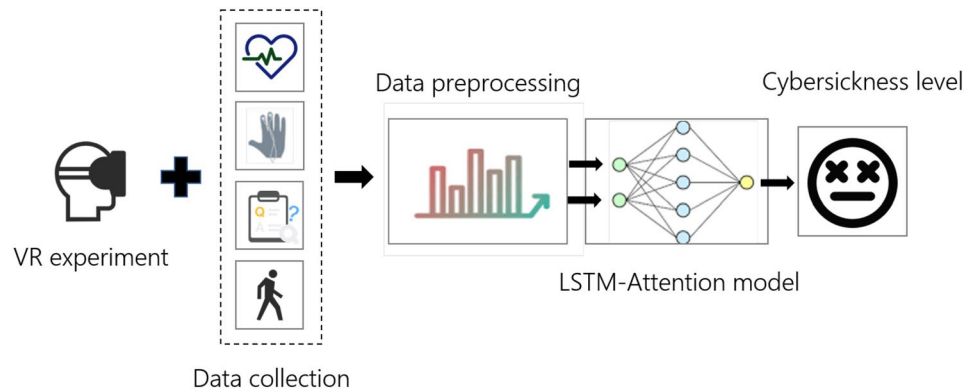 Data preprocessing
Cybersickness level
Q
?
A
VR experiment
LSTM-Attention model
Data collection